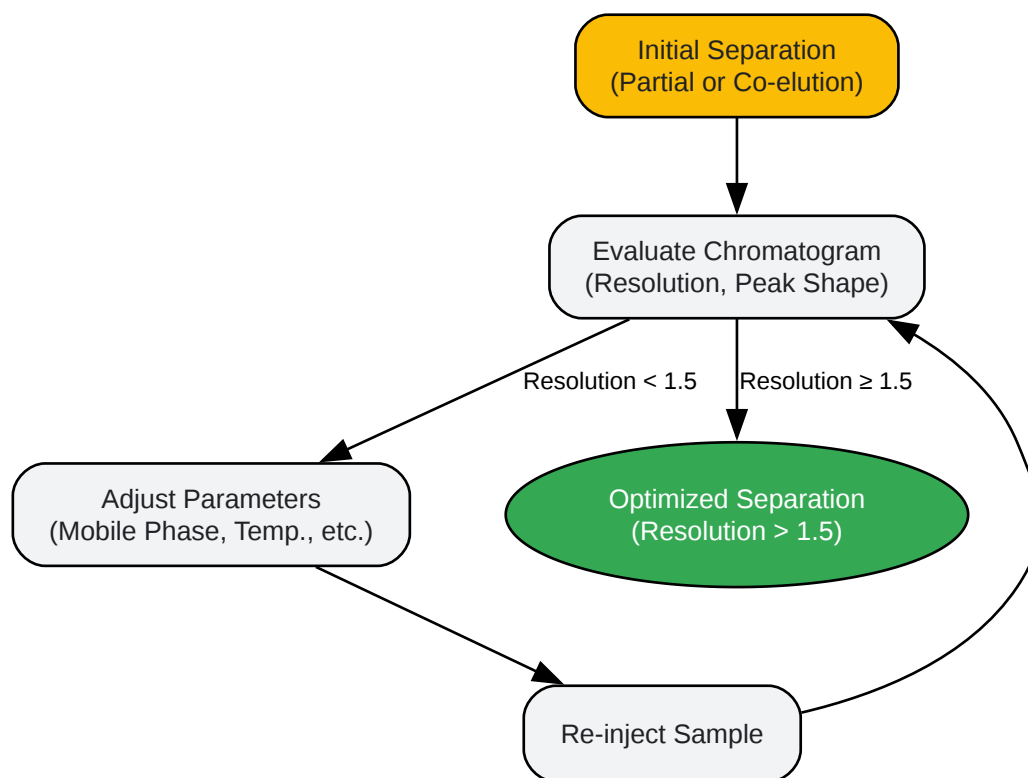 Initial Separation
(Partial or Co-elution)
Evaluate Chromatogram
(Resolution, Peak Shape)
Resolution < 1.5
Resolution ≥ 1.5
Adjust Parameters
(Mobile Phase, Temp., etc.)
Optimized Separation
(Resolution > 1.5)
Re-inject Sample